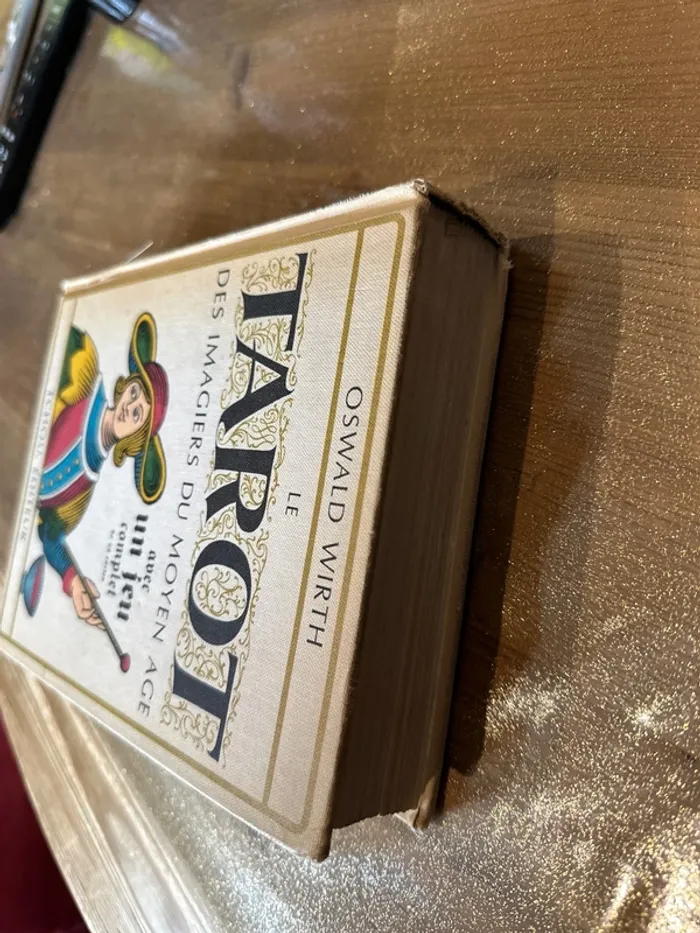 OSWALD WIRTH
LE
TAROT
DES IMAGIERS DU MOYEN AGE
avec
un jeu
complet